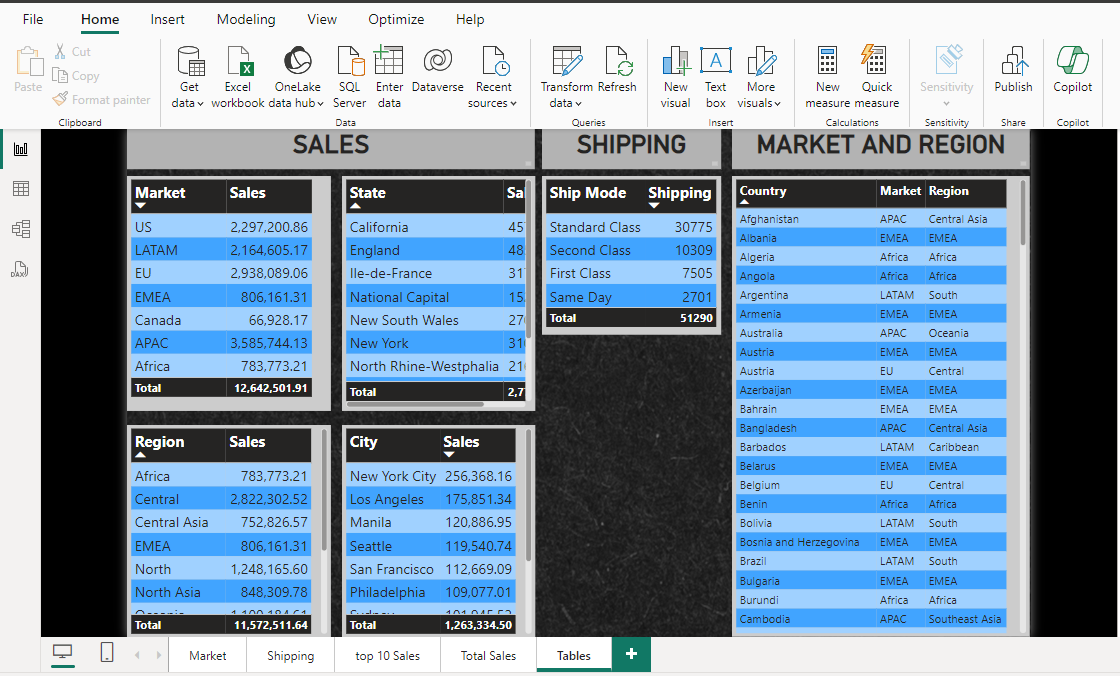 File Home Insert Modeling View Optimize Help
Paste
Cut
Copy
Format painter
Clipboard
Get data
Excel workbook
OneLake data hub
SQL Server
Enter data
Dataverse
Recent sources
Data
Transform data
Refresh
Queries
New visual
Text box
More visuals
Insert
New measure
Quick measure
Calculations
Sensitivity
Sensitivity
Publish
Share
Copilot
Copilot
SALES
SHIPPING
MARKET AND REGION
Market Sales
US 2,297,200.86
LATAM 2,164,605.17
EU 2,938,089.06
EMEA 806,161.31
Canada 66,928.17
APAC 3,585,744.13
Africa 783,773.21
Total 12,642,501.91
State Sal
California 45
England 48
Ile-de-France 31
National Capital 15
New South Wales 27
New York 31
North Rhine-Westphalia 21
Total 2,7
Ship Mode Shipping
Standard Class 30775
Second Class 10309
First Class 7505
Same Day 2701
Total 51290
Country Market Region
Afghanistan APAC Central Asia
Albania EMEA EMEA
Algeria Africa Africa
Angola Africa Africa
Argentina LATAM South
Armenia EMEA EMEA
Australia APAC Oceania
Austria EMEA EMEA
Austria EU Central
Azerbaijan EMEA EMEA
Bahrain EMEA EMEA
Bangladesh APAC Central Asia
Barbados LATAM Caribbean
Belarus EMEA EMEA
Belgium EU Central
Benin Africa Africa
Bolivia LATAM South
Bosnia and Herzegovina EMEA EMEA
Brazil LATAM South
Bulgaria EMEA EMEA
Burundi Africa Africa
Cambodia APAC Southeast Asia
Region Sales
Africa 783,773.21
Central 2,822,302.52
Central Asia 752,826.57
EMEA 806,161.31
North 1,248,165.60
North Asia 848,309.78
Total 11,572,511.64
City Sales
New York City 256,368.16
Los Angeles 175,851.34
Manila 120,886.95
Seattle 119,540.74
San Francisco 112,669.09
Philadelphia 109,077.01
Total 1,263,334.50
Market Shipping top 10 Sales Total Sales Tables +